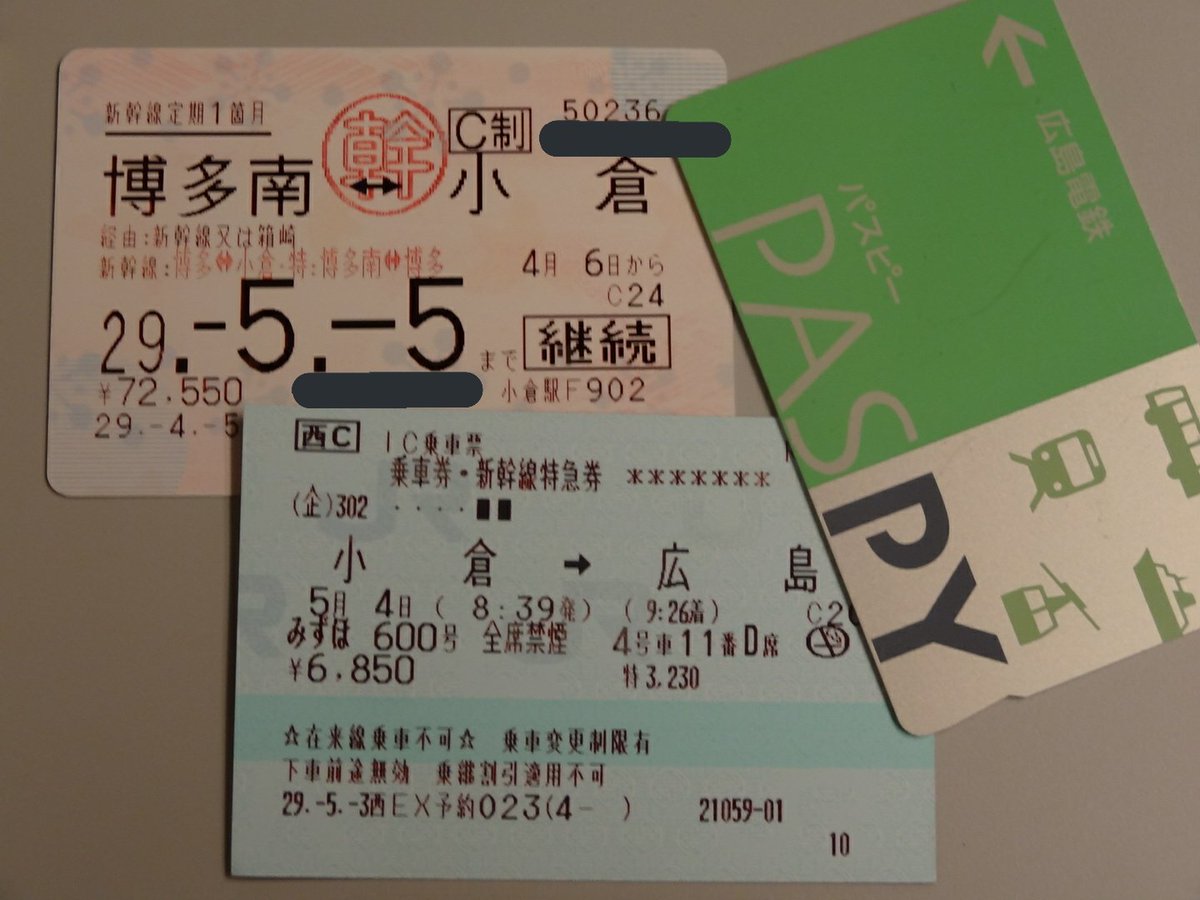 新幹線定期1箇月
幹
C制
50236
博多南 ↔ 小倉
経由:新幹線又は箱崎
新幹線:博多↔小倉・特:博多南↔博多
4月 6日から
C24
29.-5.-5まで
継続
¥72,550
小倉駅F902
29.-4.-5
西C IC乗車票
乗車券・新幹線特急券 *******
(企)302 ････■■
小倉 → 広島
5月 4日 ( 8:39発) ( 9:26着)
みずほ 600号 全席禁煙 4号車11番D席
¥6,850 特3,230
☆在来線乗車不可☆ 乗車変更制限有
下車前途無効 乗継割引適用不可
29.-5.-3西EX予約023(4- ) 21059-01
10
← 広島電鉄
パスピー
PASPY